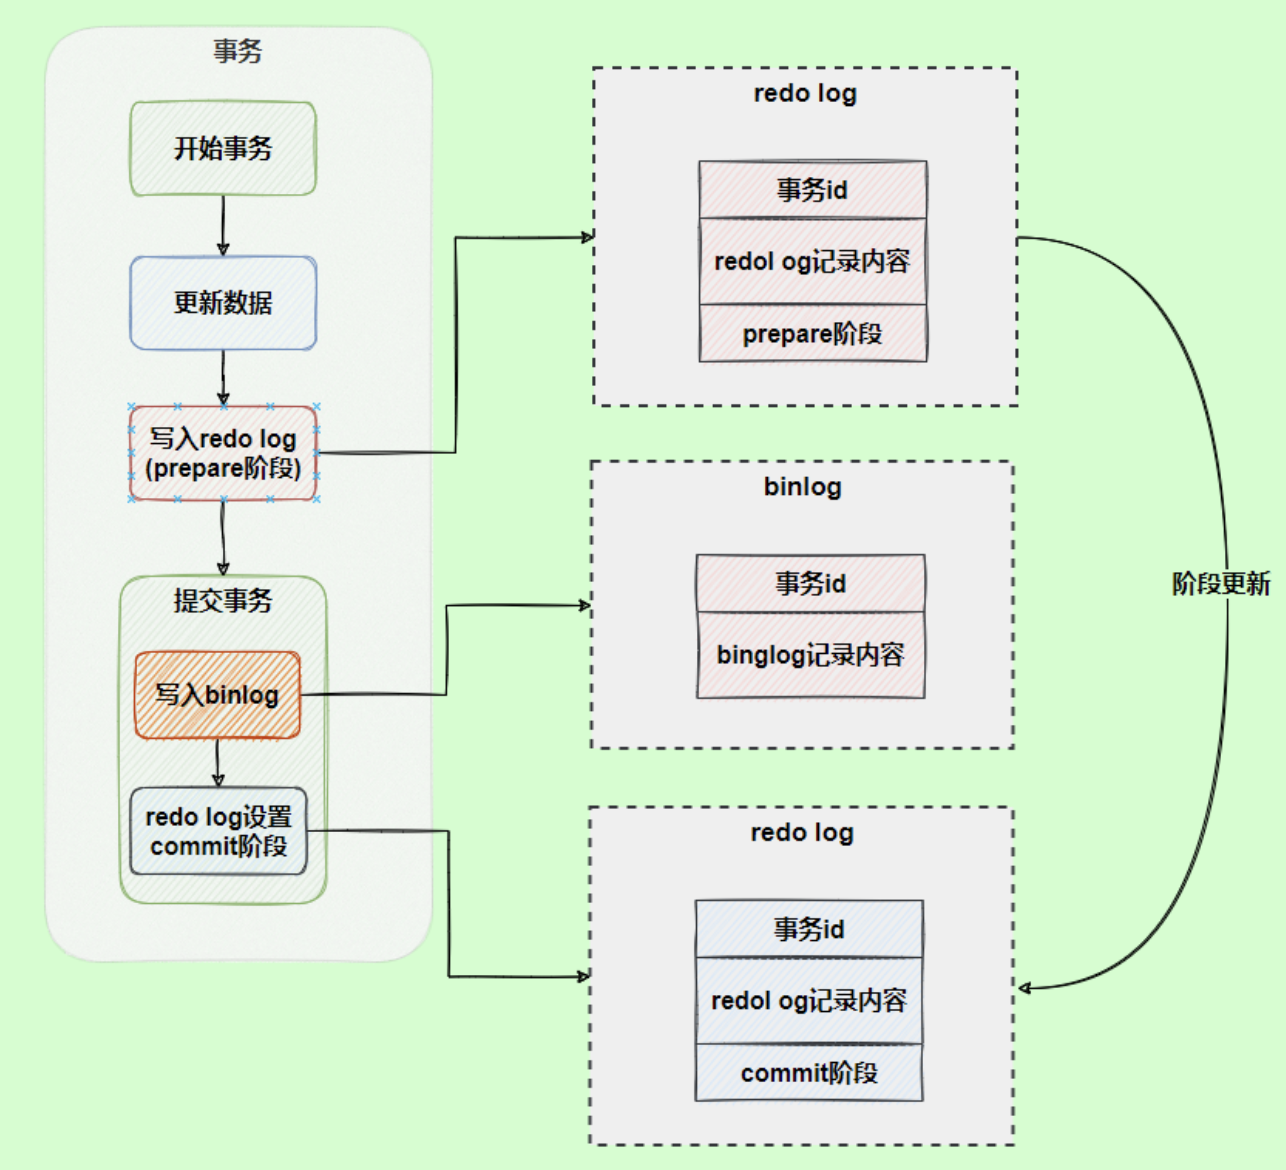 事务
开始事务
更新数据
写入redo log
(prepare阶段)
提交事务
写入binlog
redo log设置
commit阶段
redo log
事务id
redol og记录内容
prepare阶段
binlog
事务id
binglog记录内容
redo log
事务id
redol og记录内容
commit阶段
阶段更新